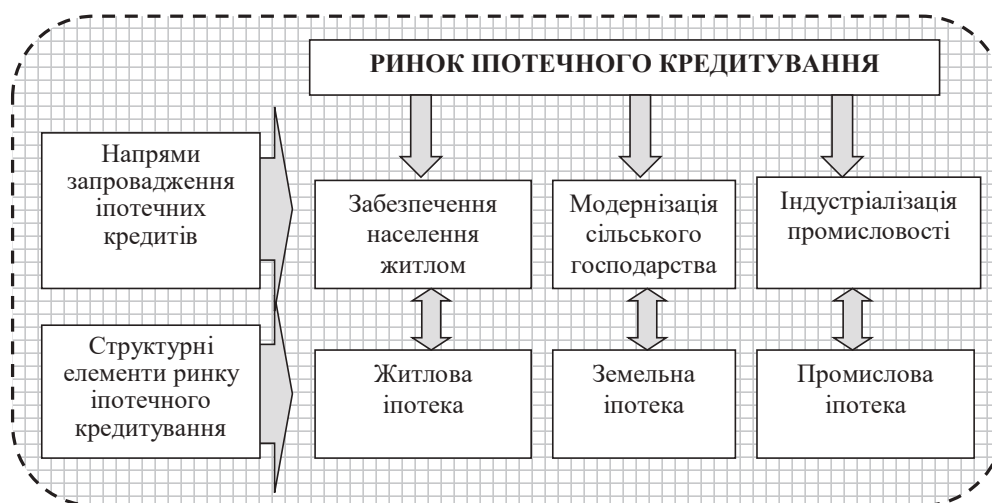 РИНОК ІПОТЕЧНОГО КРЕДИТУВАННЯ
Напрями
запровадження
іпотечних
кредитів
Забезпечення
населення
житлом
Модернізація
сільського
господарства
Індустріалізація
промисловості
Структурні
елементи ринку
іпотечного
кредитування
Житлова
іпотека
Земельна
іпотека
Промислова
іпотека